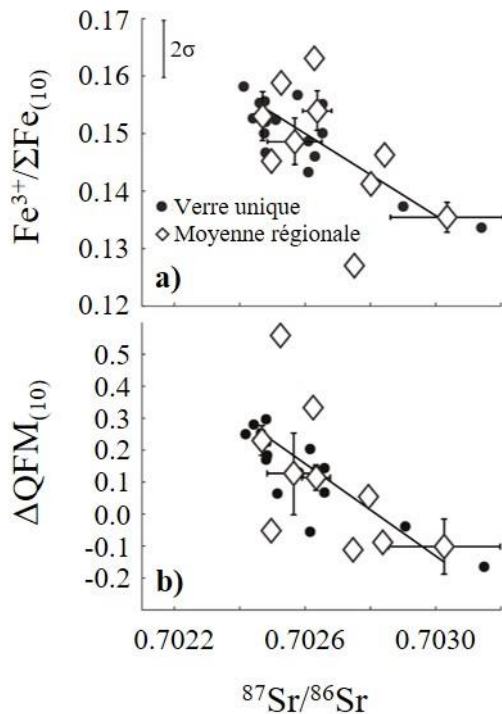 2σ
0.16
0.15
0.14
0.13
0.12
Fe³⁺/ΣFe₍₁₀₎
● Verre unique
◇ Moyenne régionale
a)
0.5
0.4
0.3
0.2
0.1
0.0
-0.1
-0.2
ΔQFM₍₁₀₎
b)
0.7022 0.7026 0.7030
⁸⁷Sr/⁸⁶Sr